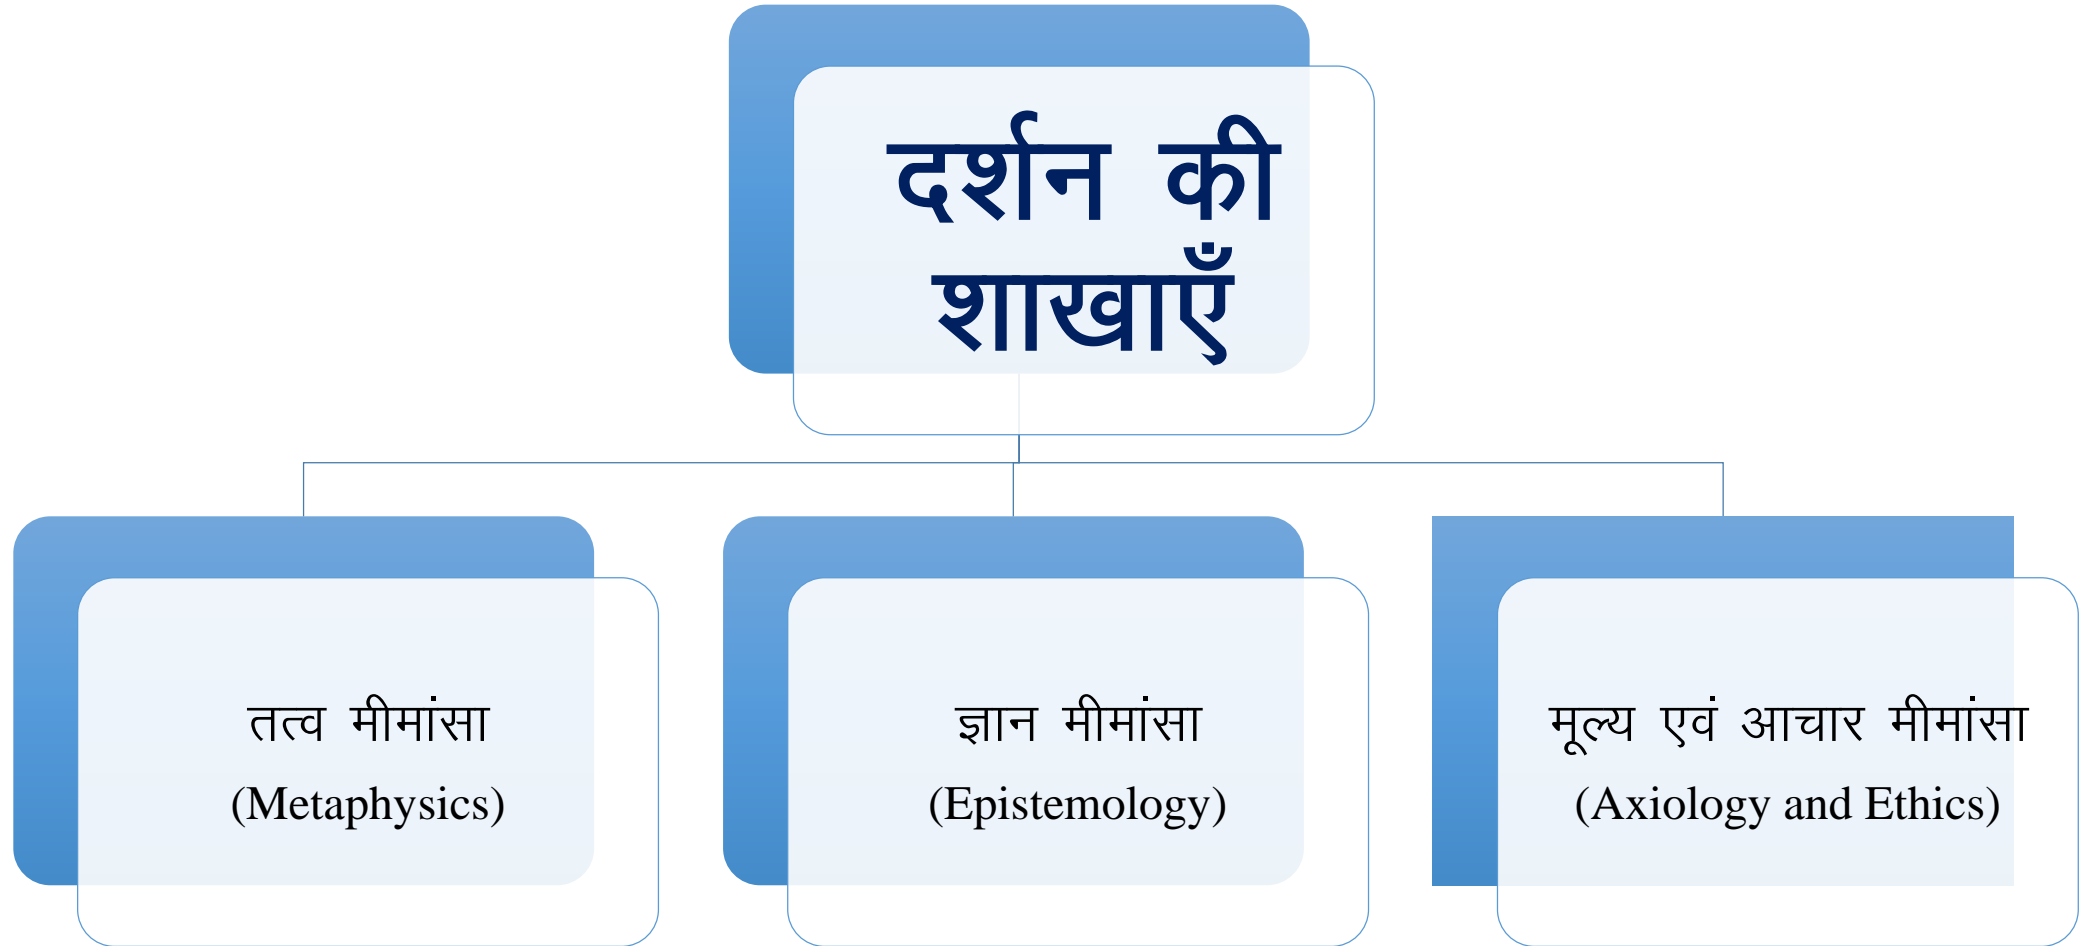 दर्शन की
शाखाएँ
तत्व मीमांसा
(Metaphysics)
ज्ञान मीमांसा
(Epistemology)
मूल्य एवं आचार मीमांसा
(Axiology and Ethics)